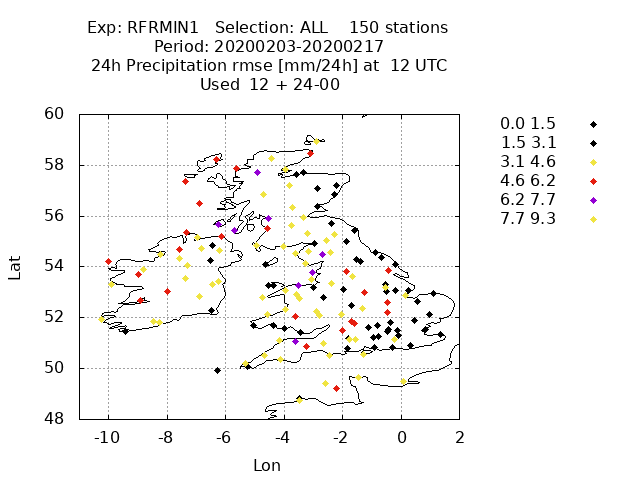 Exp: RFRMIN1 Selection: ALL 150 stations
Period: 20200203-20200217
24h Precipitation rmse [mm/24h] at 12 UTC
Used 12 + 24-00
60
58
56
54
52
50
48
Lat
-10 -8 -6 -4 -2 0 2
Lon
0.0 1.5
1.5 3.1
3.1 4.6
4.6 6.2
6.2 7.7
7.7 9.3